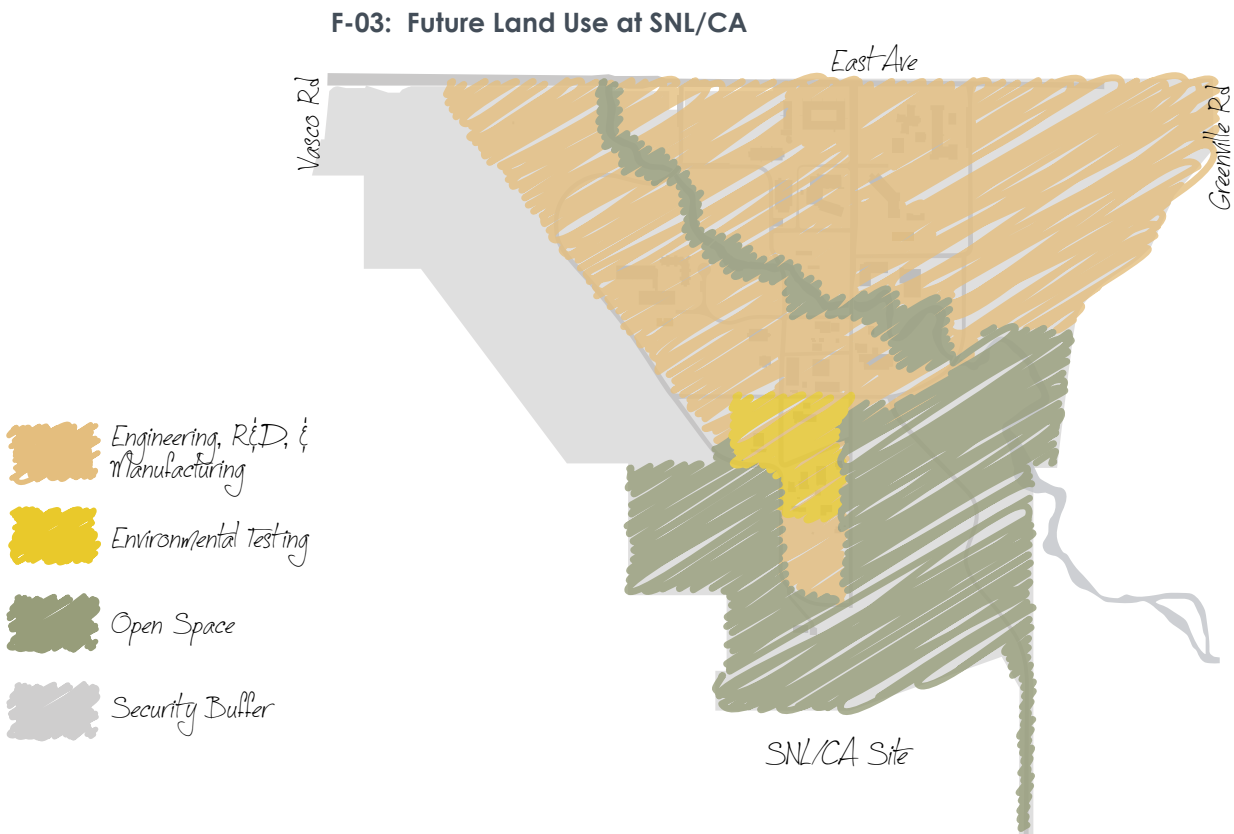 F-03: Future Land Use at SNL/CA
East Ave
Vasco Rd
Greenville Rd
Engineering, R&D, &
Manufacturing
Environmental Testing
Open Space
Security Buffer
SNL/CA Site